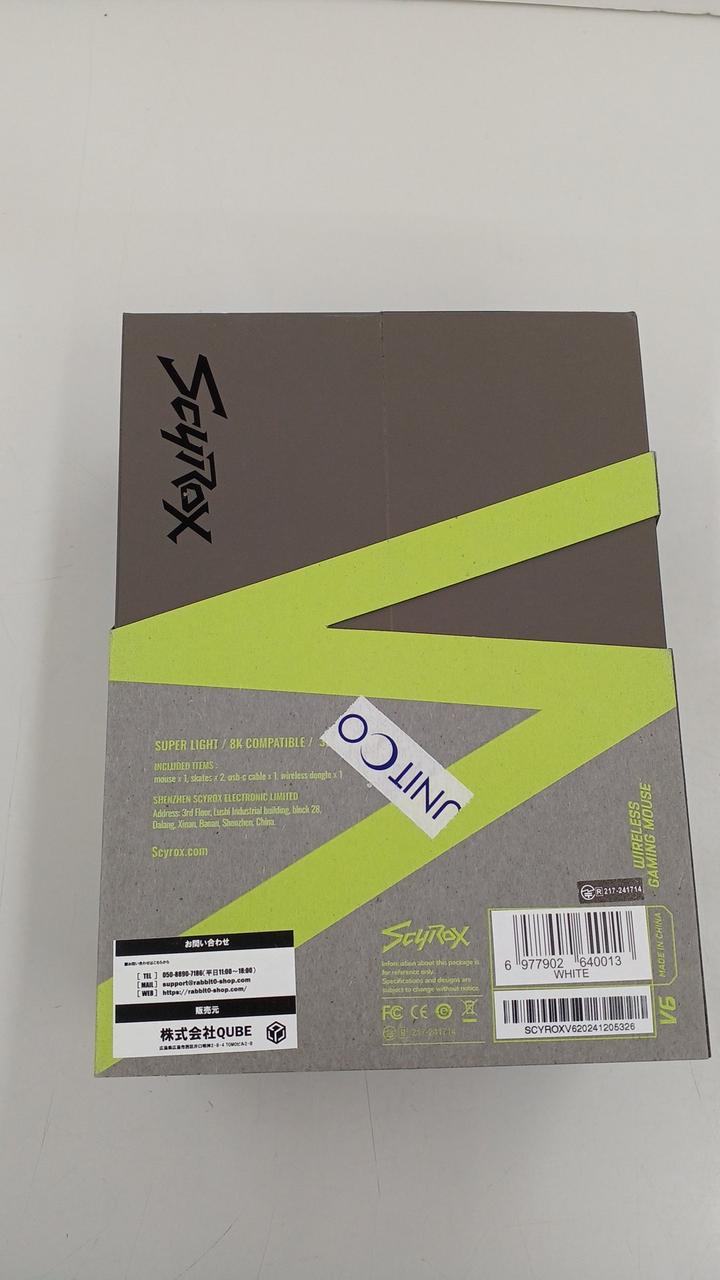 SCYROX
SUPER LIGHT / 8K COMPATIBLE /
INCLUDED ITEMS :
mouse x 1, skates x 2, usb-c cable x 1, wireless dongle x 1
SHENZHEN SCYROX ELECTRONIC LIMITED
Address: 3rd Floor, Lushi Industrial building, block 28,
Dalang, Xinan, Baoan, Shenzhen, China.
Scyrox.com
UNITCO
WIRELESS
GAMING MOUSE
R 217-241714
お問い合わせ
[ TEL ] 050-8890-7186(平日11:00～18:00)
[ MAIL ] support@rabbit0-shop.com
[ WEB ] https://rabbit0-shop.com/
販売元
株式会社QUBE
SCYROX
Information about this package is
for reference only.
Specifications and designs are
subject to change without notice.
FC CE
R 217-241714
6 977902 640013
WHITE
MADE IN CHINA
SCYROXV620241205326
V6